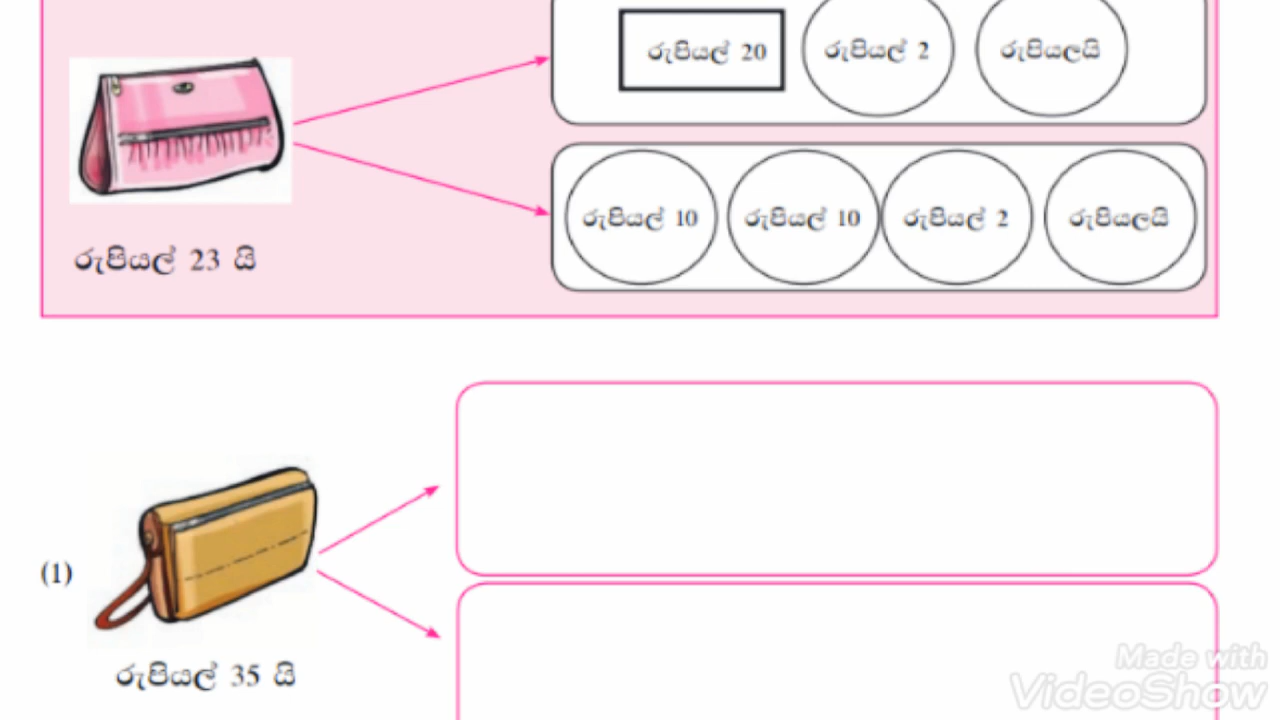 රුපියල් 20 රුපියල් 2 රුපියලයි
රුපියල් 10 රුපියල් 10 රුපියල් 2 රුපියලයි
රුපියල් 23 යි
(1)
රුපියල් 35 යි
Made with
VideoShow